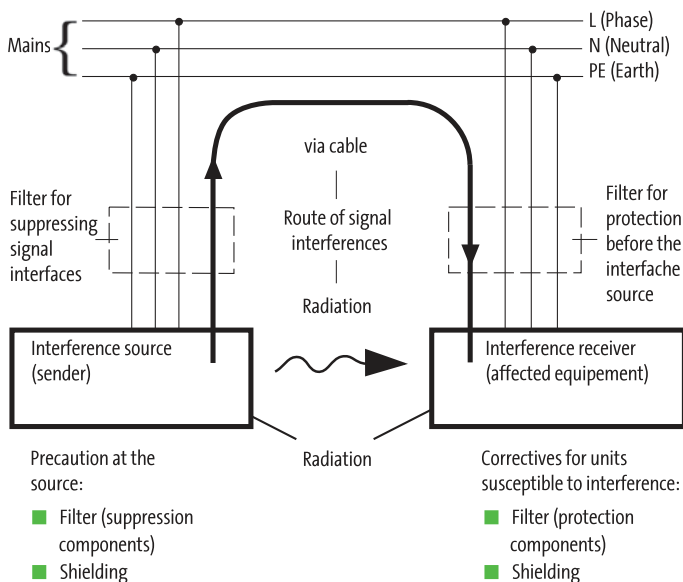 L (Phase)
Mains
N (Neutral)
PE (Earth)
via cable
Filter for
suppressing
signal
interfaces
Route of signal
interferences
Filter for
protection
before the
interfache
source
Radiation
Interference source
(sender)
Interference receiver
(affected equipement)
Radiation
Precaution at the
source:
Filter (suppression
components)
Shielding
Correctives for units
susceptible to interference:
Filter (protection
components)
Shielding